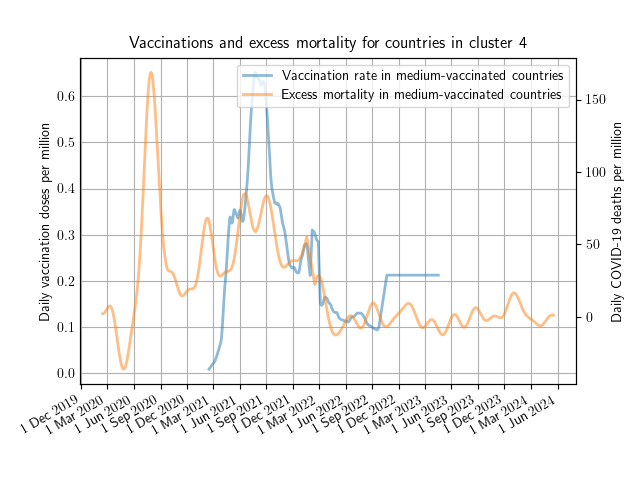 Vaccinations and excess mortality for countries in cluster 4
Vaccination rate in medium-vaccinated countries
Excess mortality in medium-vaccinated countries
Daily vaccination doses per million
0.6
0.5
0.4
0.3
0.2
0.1
0.0
150
100
50
0
Daily COVID-19 deaths per million
1 Dec 2019
1 Mar 2020
1 Jun 2020
1 Sep 2020
1 Dec 2020
1 Mar 2021
1 Jun 2021
1 Sep 2021
1 Dec 2021
1 Mar 2022
1 Jun 2022
1 Sep 2022
1 Dec 2022
1 Mar 2023
1 Jun 2023
1 Sep 2023
1 Dec 2023
1 Mar 2024
1 Jun 2024